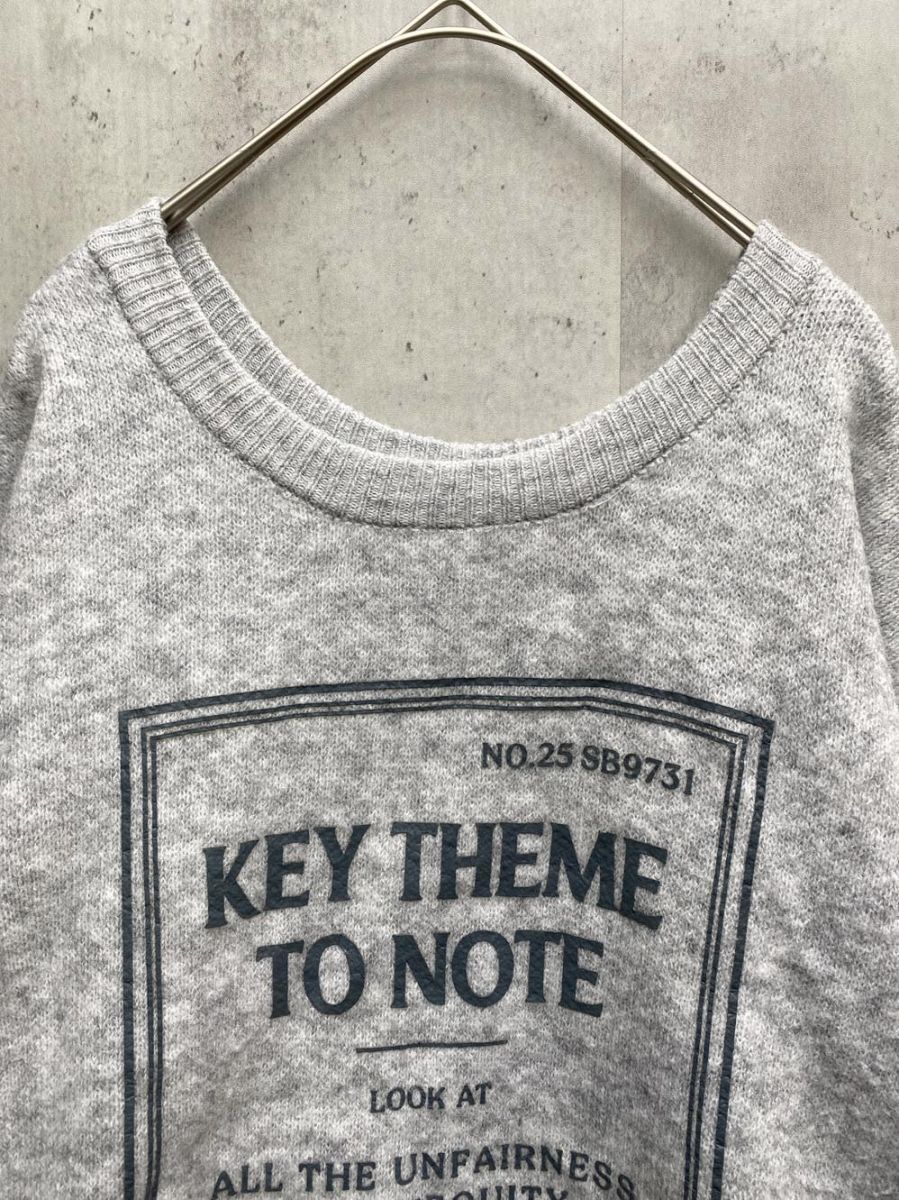 NO.25 SB9731
KEY THEME
TO NOTE
LOOK AT
ALL THE UNFAIRNESS